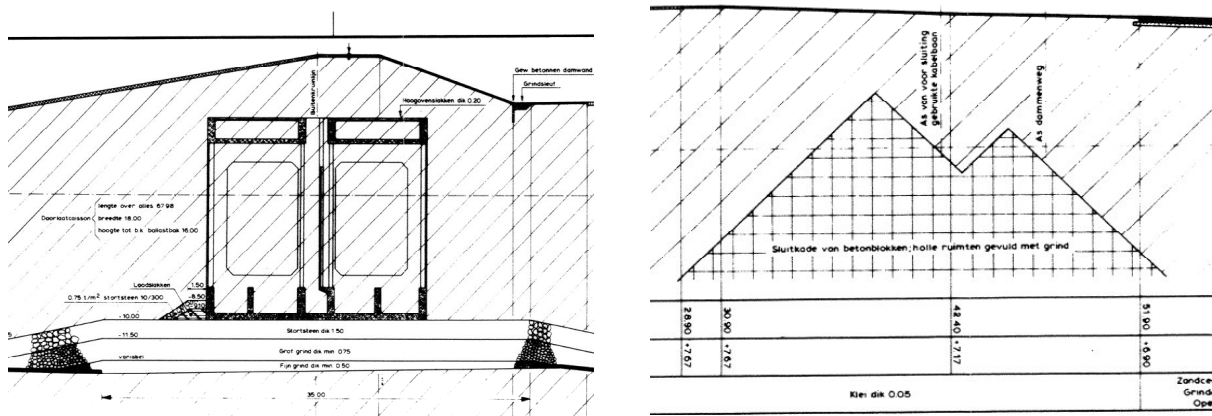 Buitenkruinlijn
Gew betonnen damwand
Grindsleuf
Hoogovenslakken dik 0.20
Doorlaatcaisson
lengte over alles 67.98
breedte 18.00
hoogte tot b.k. ballastbak 16.00
Loodslakken
0.75 t/m² stortsteen 10/300
1.50
-8.50
9.10
-10.00
Stortsteen dik 1.50
-11.50
Grof grind dik min. 0.75
variabel
Fijn grind dik min. 0.50
35.00
As van voor sluiting
gebruikte kabelbaan
As dammenweg
Sluitkade van betonblokken; holle ruimten gevuld met grind
28.90
30.90
42.40
51.90
+7.67
+7.67
+7.17
+6.90
Klei dik 0.05
Zandce
Grind
Ope